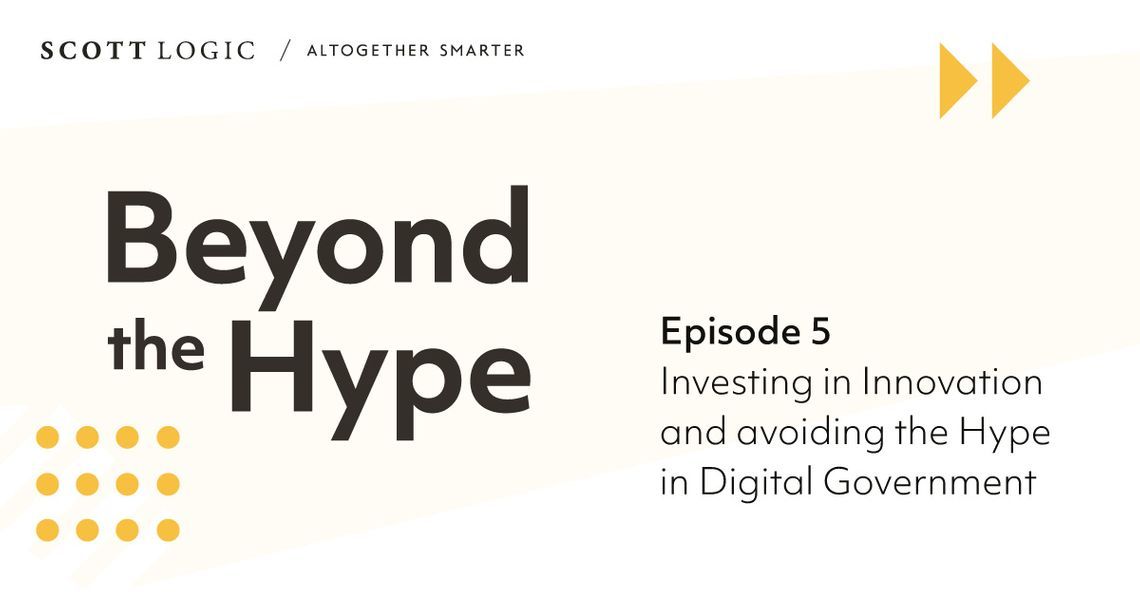 SCOTT LOGIC / ALTOGETHER SMARTER
Beyond
the Hype
Episode 5
Investing in Innovation
and avoiding the Hype
in Digital Government